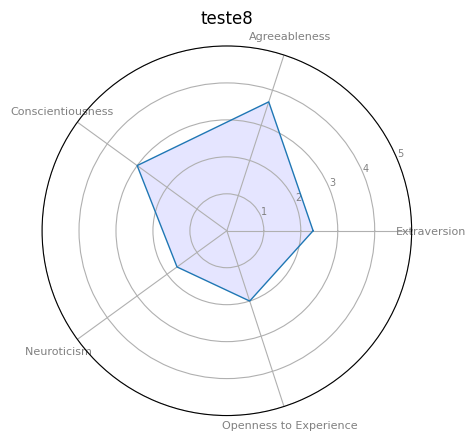 teste8
Agreeableness
Conscientiousness
5
4
3
2
1
Extraversion
Neuroticism
Openness to Experience